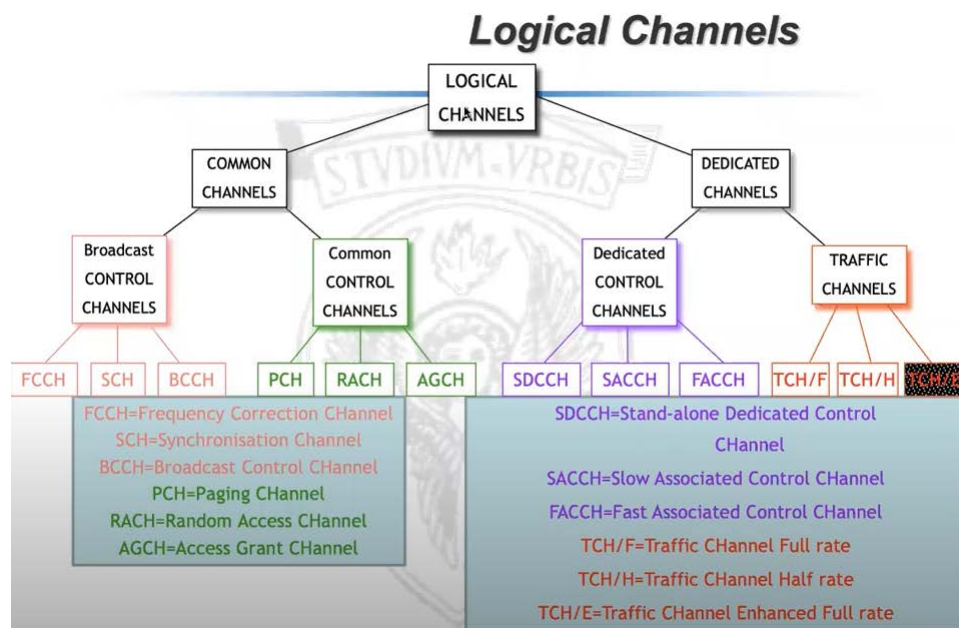 Logical Channels
LOGICAL
CHANNELS
STVDIVM-VRBIS
COMMON
CHANNELS
DEDICATED
CHANNELS
Broadcast
CONTROL
CHANNELS
Common
CONTROL
CHANNELS
Dedicated
CONTROL
CHANNELS
TRAFFIC
CHANNELS
FCCH SCH BCCH PCH RACH AGCH SDCCH SACCH FACCH TCH/F TCH/H TCH/E
FCCH=Frequency Correction CHannel
SCH=Synchronisation Channel
BCCH=Broadcast Control CHannel
PCH=Paging CHannel
RACH=Random Access CHannel
AGCH=Access Grant CHannel
SDCCH=Stand-alone Dedicated Control
CHannel
SACCH=Slow Associated Control CHannel
FACCH=Fast Associated Control CHannel
TCH/F=Traffic CHannel Full rate
TCH/H=Traffic CHannel Half rate
TCH/E=Traffic CHannel Enhanced Full rate